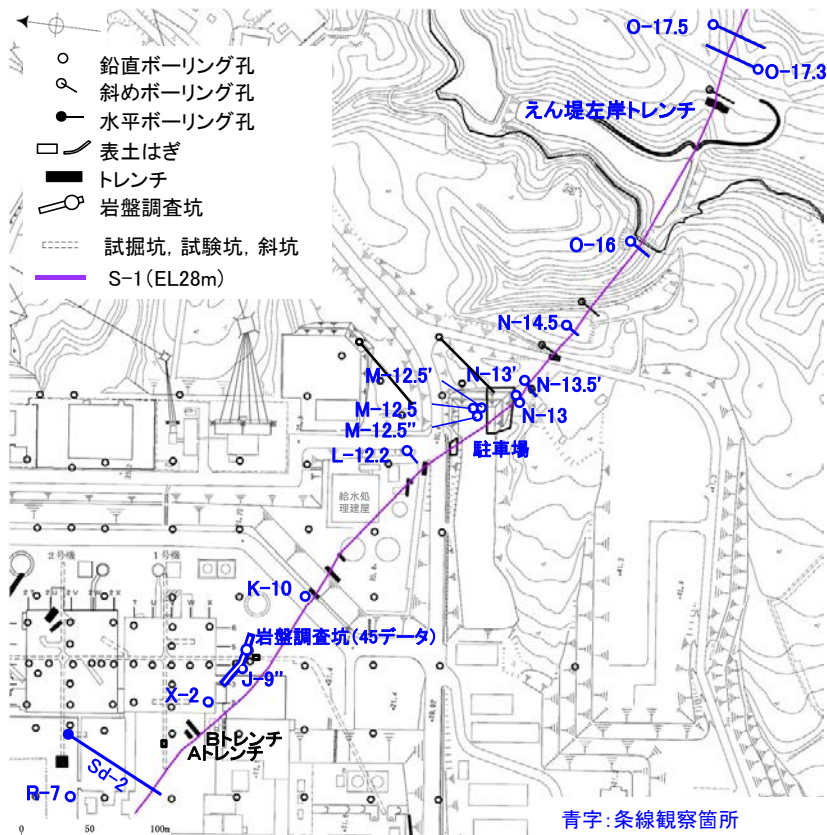 鉛直ボーリング孔
斜めボーリング孔
水平ボーリング孔
表土はぎ
トレンチ
岩盤調査坑
試掘坑, 試験坑, 斜坑
S-1(EL28m)
O-17.5
O-17.3
えん堤左岸トレンチ
O-16
N-14.5
N-13'
M-12.5'
N-13.5'
M-12.5
N-13
M-12.5''
駐車場
L-12.2
給水処
理建屋
K-10
2号機
1号機
岩盤調査坑(45データ)
J-9''
X-2
Bトレンチ
Aトレンチ
Sd-2
R-7
0 50 100m
青字:条線観察箇所